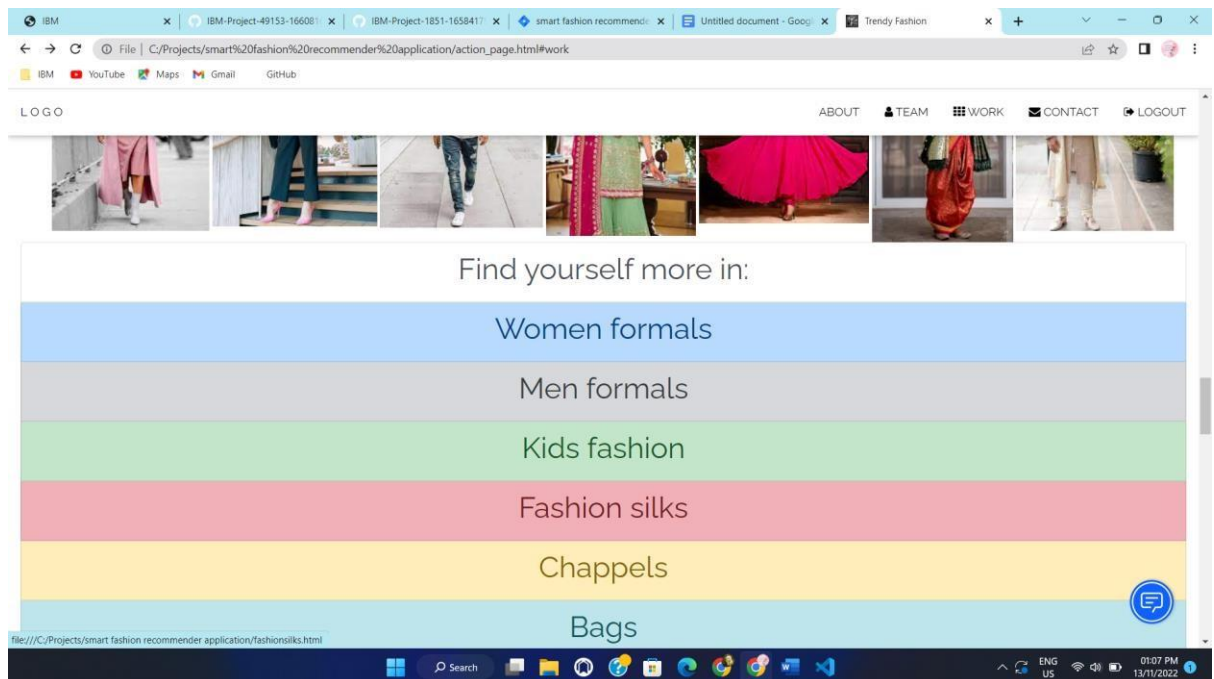 IBM
IBM-Project-49153-166081
IBM-Project-1851-1658417
smart fashion recommende
Untitled document - Googl
Trendy Fashion
File | C:/Projects/smart%20fashion%20recommender%20application/action_page.html#work
IBM YouTube Maps Gmail GitHub
LOGO ABOUT TEAM WORK CONTACT LOGOUT
Find yourself more in:
Women formals
Men formals
Kids fashion
Fashion silks
Chappels
Bags
file:///C:/Projects/smart fashion recommender application/fashionsilks.html
Search
ENG
US
01:07 PM
13/11/2022
1